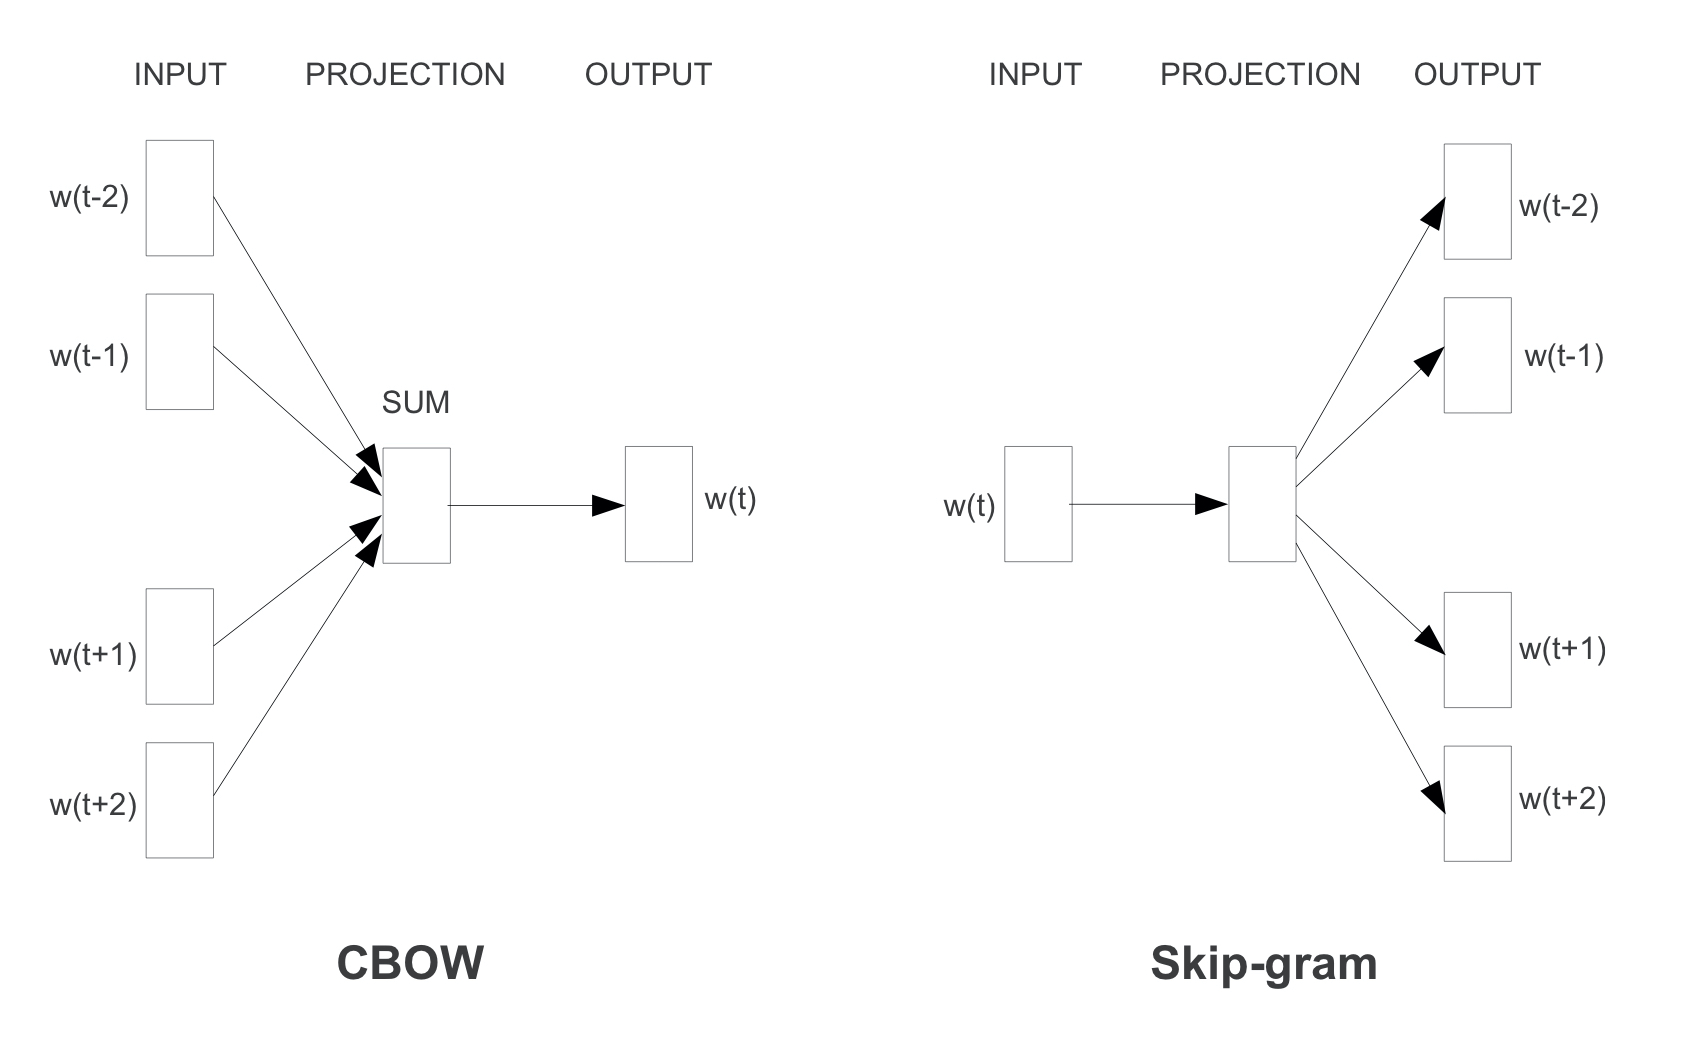 INPUT PROJECTION OUTPUT
w(t-2)
w(t-1)
SUM
w(t)
w(t+1)
w(t+2)
CBOW
INPUT PROJECTION OUTPUT
w(t-2)
w(t-1)
w(t)
w(t+1)
w(t+2)
Skip-gram